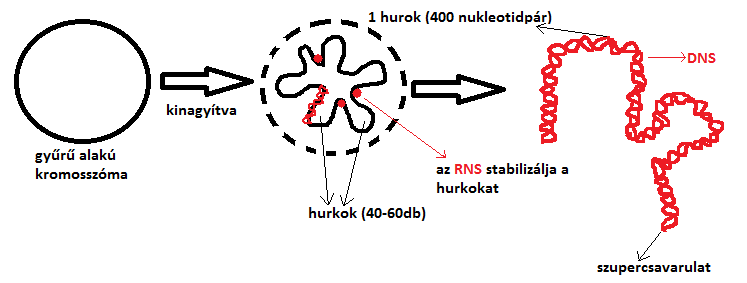 1 hurok (400 nukleotidpár)
DNS
kinagyítva
gyűrű alakú
kromosszóma
az RNS stabilizálja a
hurkokat
hurkok (40-60db)
szupercsavarulat